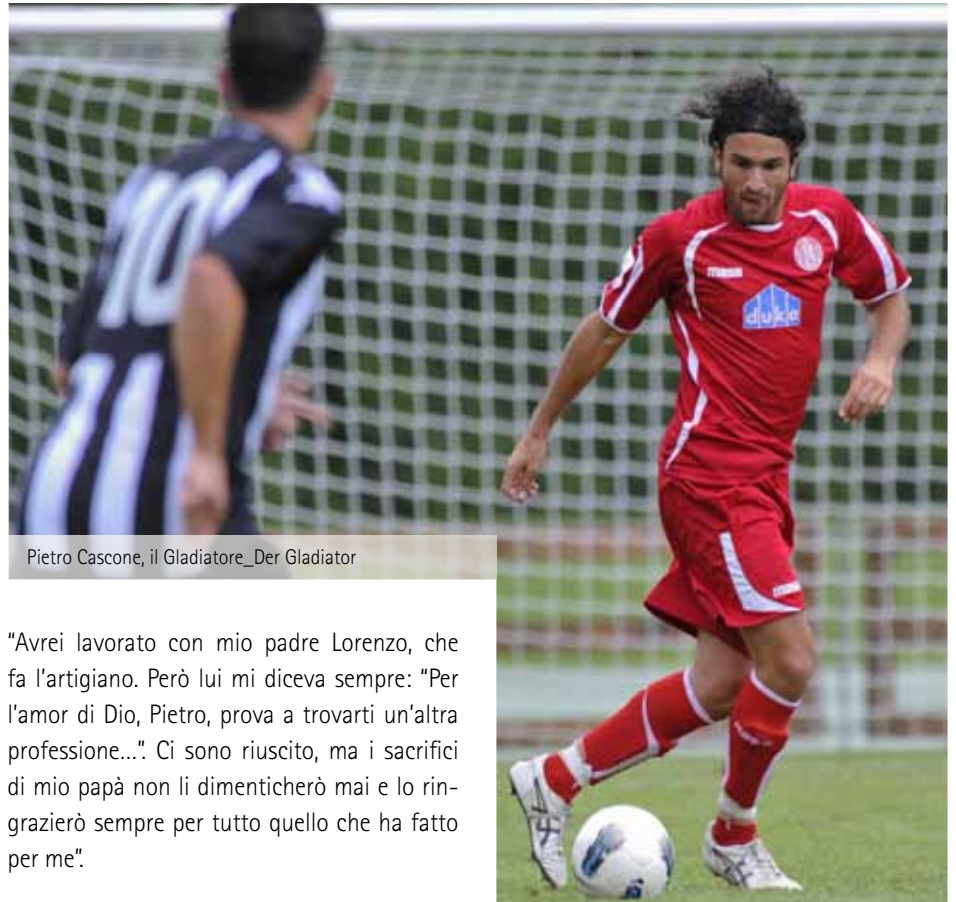 10
masita
duka
Pietro Cascone, il Gladiatore_Der Gladiator
"Avrei lavorato con mio padre Lorenzo, che
fa l'artigiano. Però lui mi diceva sempre: "Per
l'amor di Dio, Pietro, prova a trovarti un'altra
professione...". Ci sono riuscito, ma i sacrifici
di mio papà non li dimenticherò mai e lo rin-
grazierò sempre per tutto quello che ha fatto
per me".